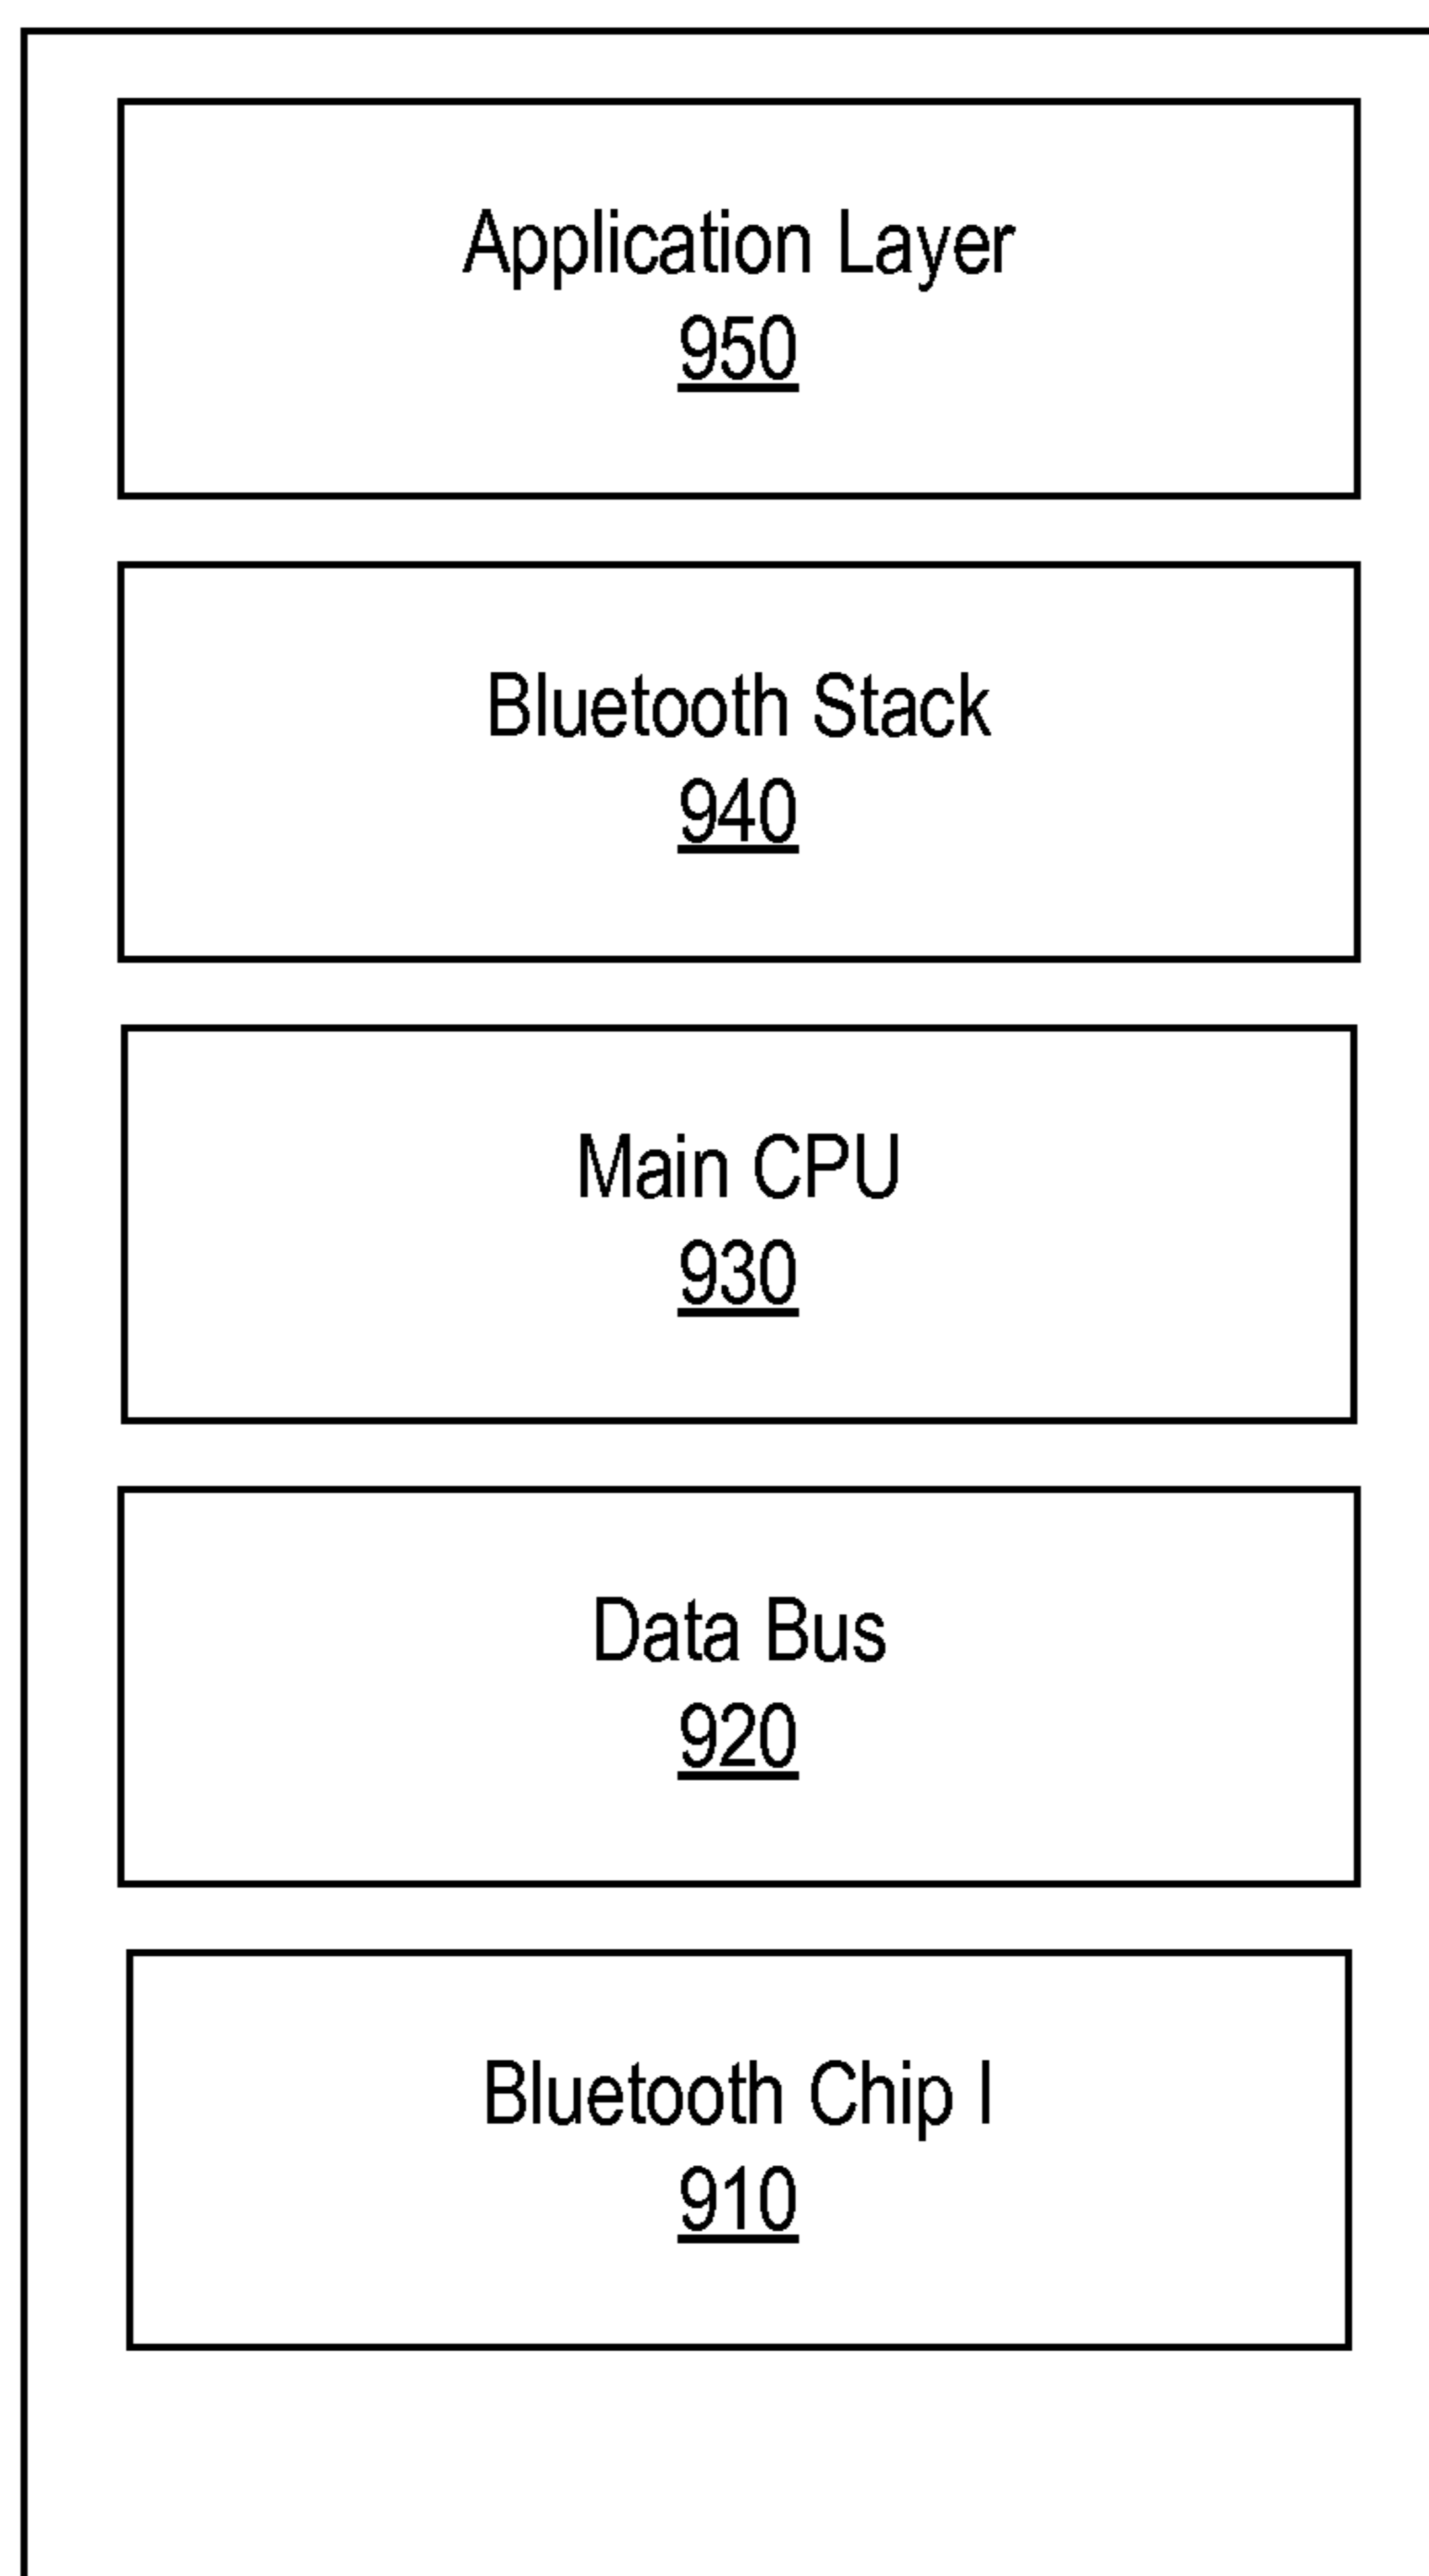 Application Layer
950
Bluetooth Stack
940
Main CPU
930
Data Bus
920
Bluetooth Chip I
910